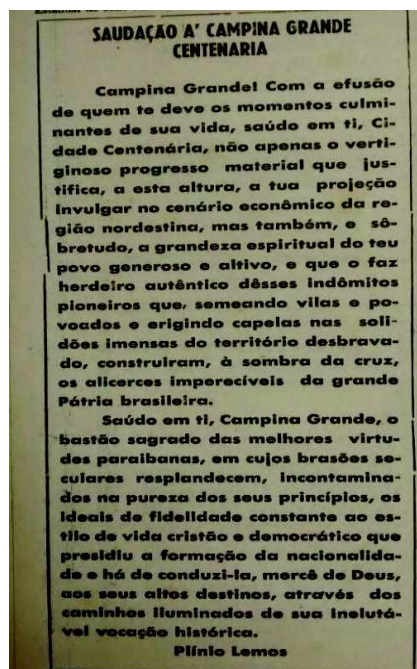 SAUDAÇÃO A' CAMPINA GRANDE
CENTENARIA
Campina Grande! Com a efusão
de quem te deve os momentos culmi-
nantes de sua vida, saúdo em ti, Ci-
dade Centenária, não apenas o verti-
ginoso progresso material que jus-
tifica, a esta altura, a tua projeção
invulgar no cenário econômico da re-
gião nordestina, mas também, e sô-
bretudo, a grandeza espiritual do teu
povo generoso e altivo, e que o faz
herdeiro autêntico dêsses indômitos
pioneiros que, semeando vilas e po-
voados e erigindo capelas nas soli-
dões imensas do território desbrava-
do, construiram, à sombra da cruz,
os alicerces imperecíveis da grande
Pátria brasileira.
Saúdo em ti, Campina Grande, o
bastão sagrado das melhores virtu-
des paraibanas, em cujos brasões se-
culares resplandecem, incontamina-
dos na pureza dos seus princípios, os
ideais de fidelidade constante ao es-
tilo de vida cristão e democrático que
presidiu a formação da nacionalida-
de e há de conduzi-la, mercê de Deus,
aos seus altos destinos, através dos
caminhos iluminados de sua inelutá-
vel vocação histórica.
Plínio Lemos